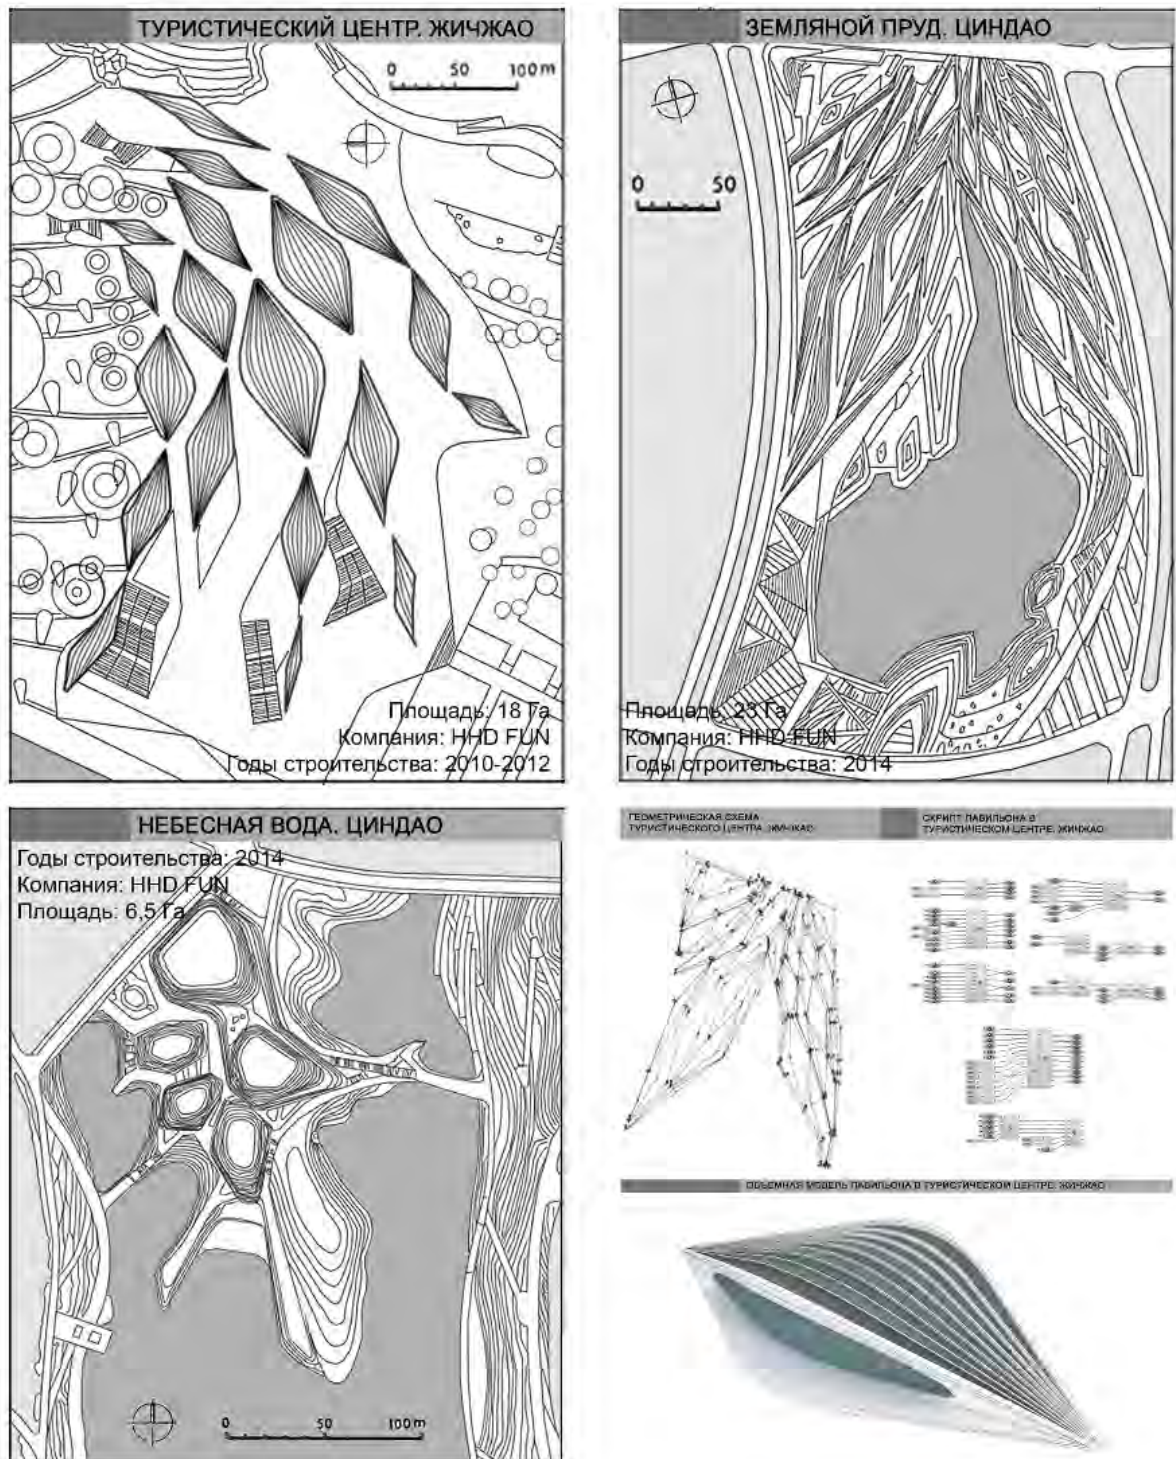 ТУРИСТИЧЕСКИЙ ЦЕНТР. ЖИЧЖАО
0 50 100 m
Площадь: 18 Га
Компания: HHD FUN
Годы строительства: 2010-2012
ЗЕМЛЯНОЙ ПРУД. ЦИНДАО
0 50
Площадь: 23 Га
Компания: HHD FUN
Годы строительства: 2014
НЕБЕСНАЯ ВОДА. ЦИНДАО
Годы строительства: 2014
Компания: HHD FUN
Площадь: 6,5 Га
0 50 100 m
ГЕОМЕТРИЧЕСКАЯ СХЕМА
ТУРИСТИЧЕСКОГО ЦЕНТРА. ЖИЧЖАО
СКРИПТ ПАВИЛЬОНА В
ТУРИСТИЧЕСКОМ ЦЕНТРЕ. ЖИЧЖАО
ОБЪЕМНАЯ МОДЕЛЬ ПАВИЛЬОНА В ТУРИСТИЧЕСКОМ ЦЕНТРЕ. ЖИЧЖАО